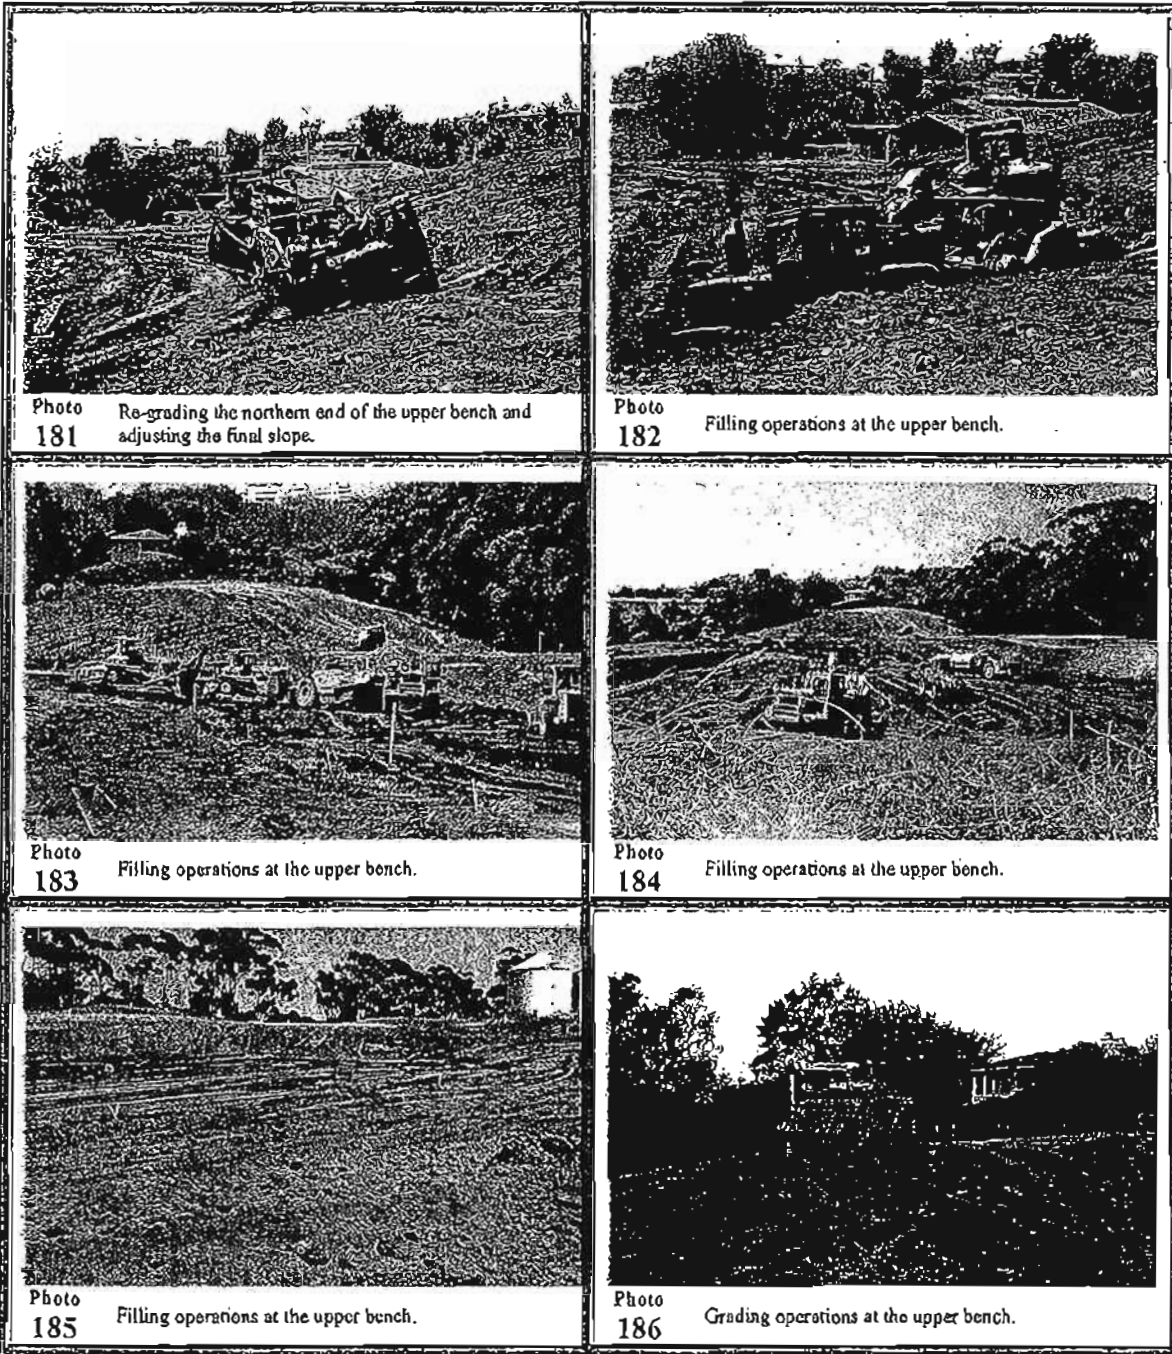 Photo
181
Re-grading the northern end of the upper bench and
adjusting the final slope.
Photo
182
Filling operations at the upper bench.
Photo
183
Filling operations at the upper bench.
Photo
184
Filling operations at the upper bench.
Photo
185
Filling operations at the upper bench.
Photo
186
Grading operations at the upper bench.